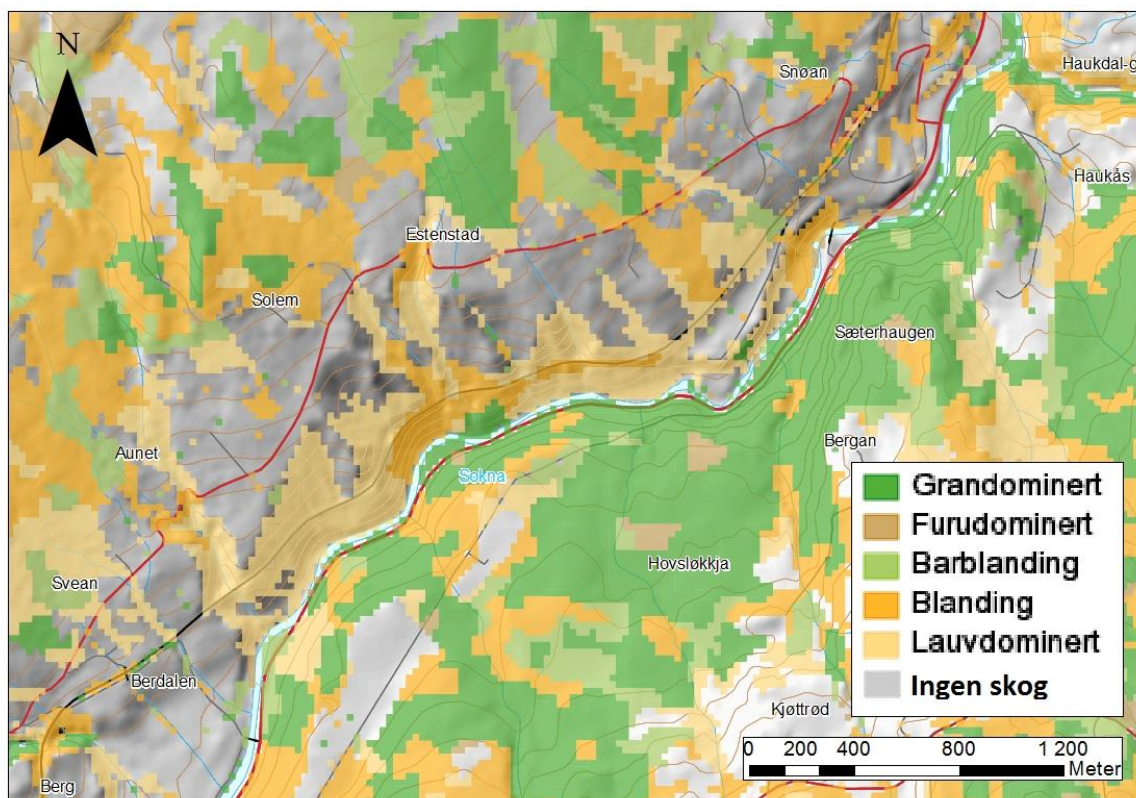 N
Snøan
Haukdal-g
Haukås
Estenstad
Solem
Sæterhaugen
Aunet
Bergan
Sokna
Hovsløkkja
Svean
Berdalen
Kjøttrød
Berg
Grandominert
Furudominert
Barblanding
Blanding
Lauvdominert
Ingen skog
0 200 400 800 1 200
Meter